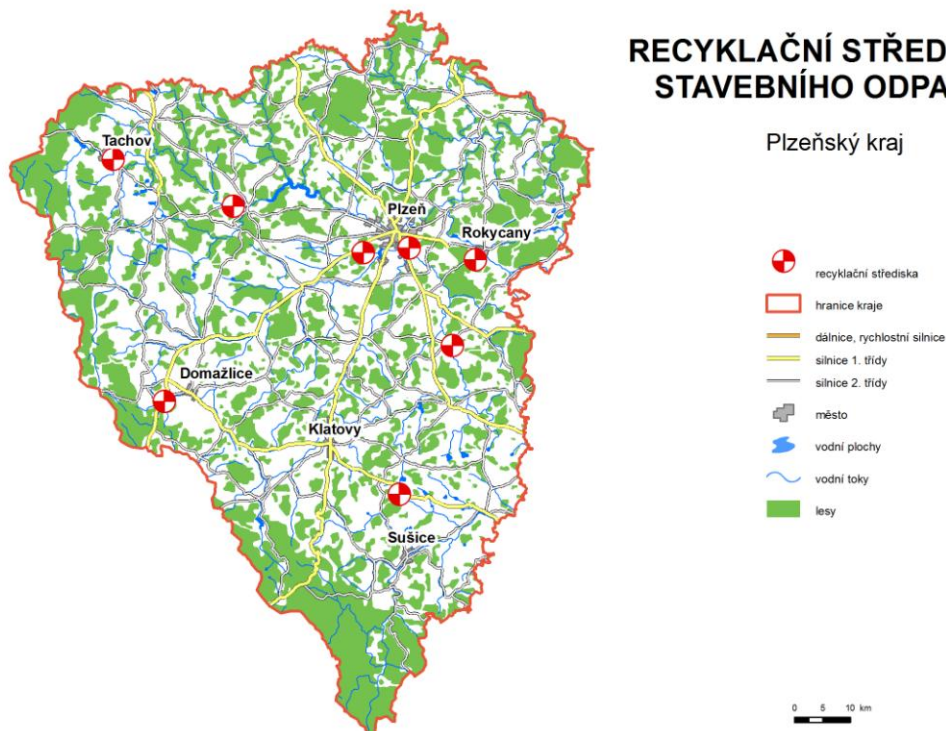 RECYKLAČNÍ STŘED
STAVEBNÍHO ODPA
Plzeňský kraj
Tachov
Plzeň
Rokycany
Domažlice
Klatovy
Sušice
recyklační střediska
hranice kraje
dálnice, rychlostní silnice
silnice 1. třídy
silnice 2. třídy
město
vodní plochy
vodní toky
lesy
0 5 10 km